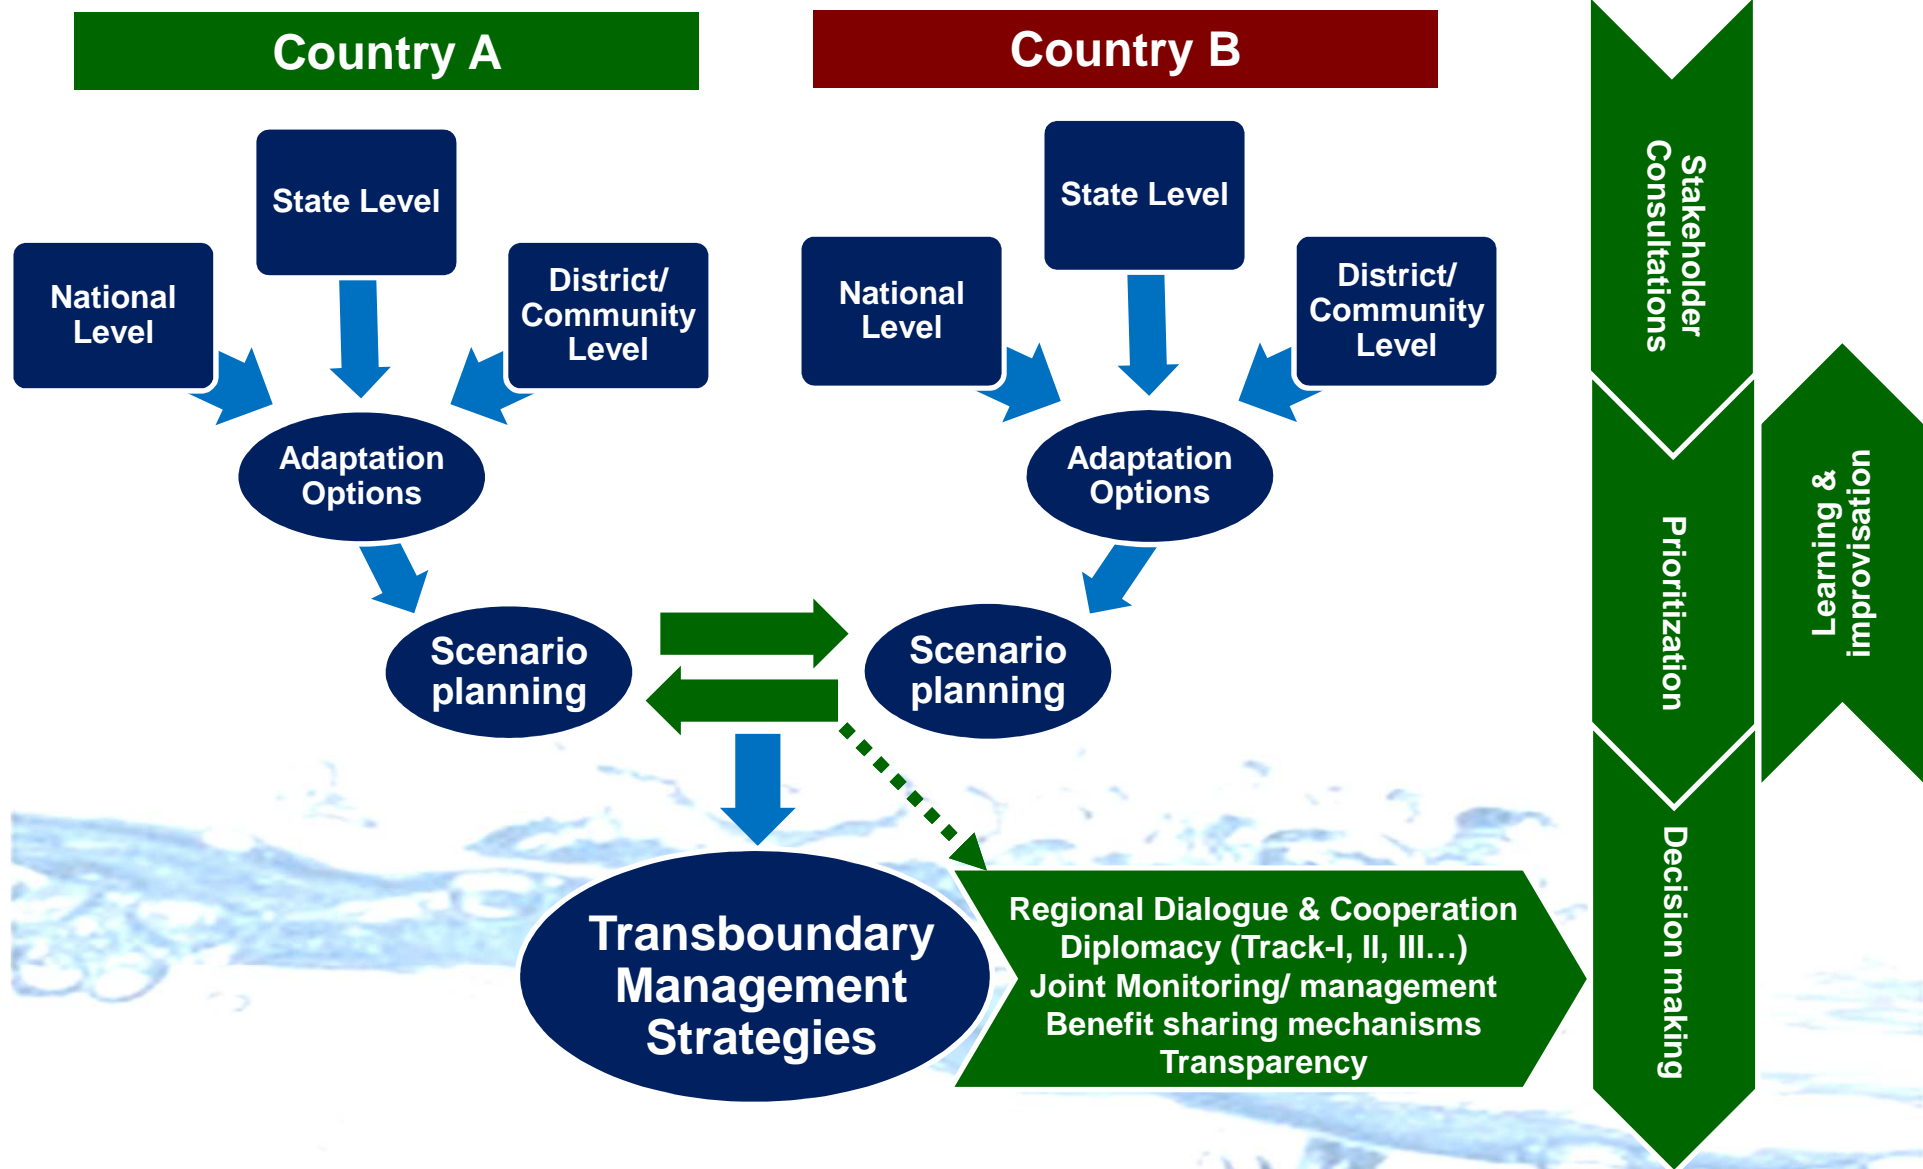 Country A
Country B
State Level
National
Level
District/
Community
Level
State Level
National
Level
District/
Community
Level
Adaptation
Options
Adaptation
Options
Scenario
planning
Scenario
planning
Transboundary
Management
Strategies
Regional Dialogue & Cooperation
Diplomacy (Track-I, II, III...)
Joint Monitoring/ management
Benefit sharing mechanisms
Transparency
Stakeholder
Consultations
Prioritization
Decision making
Learning &
improvisation